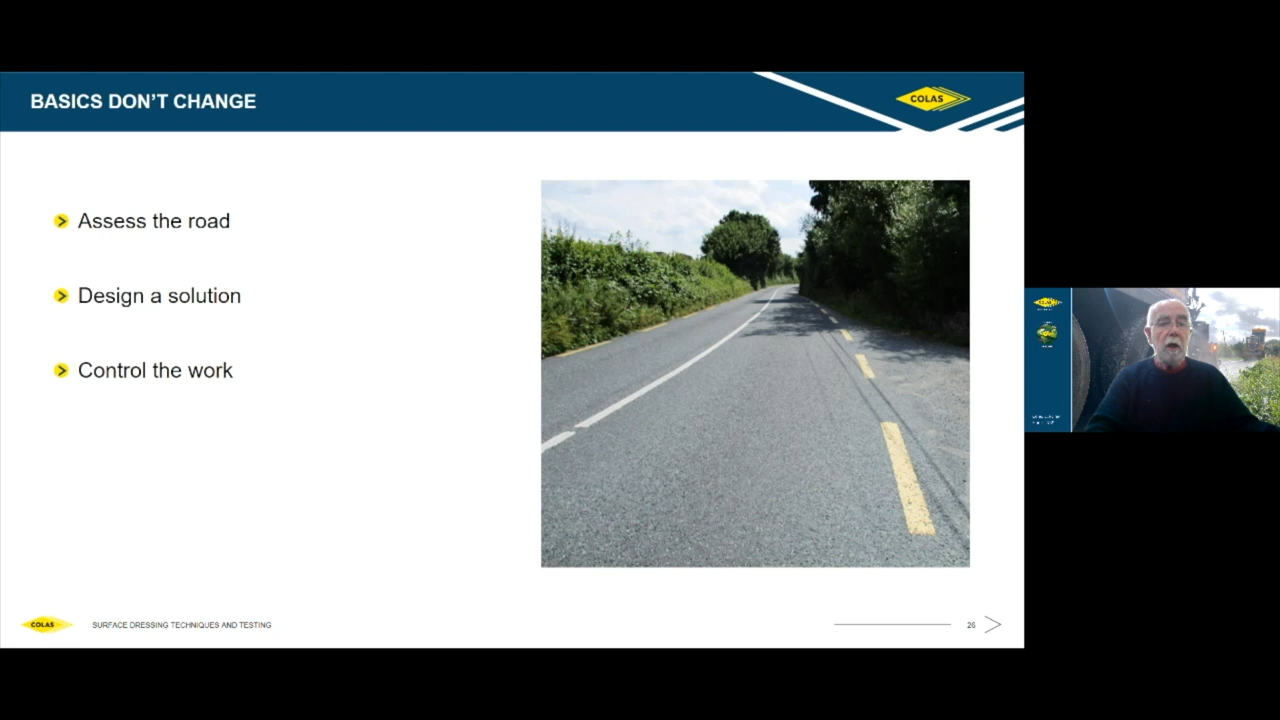 BASICS DON'T CHANGE
COLAS
Assess the road
Design a solution
Control the work
COLAS
SURFACE DRESSING TECHNIQUES AND TESTING
26